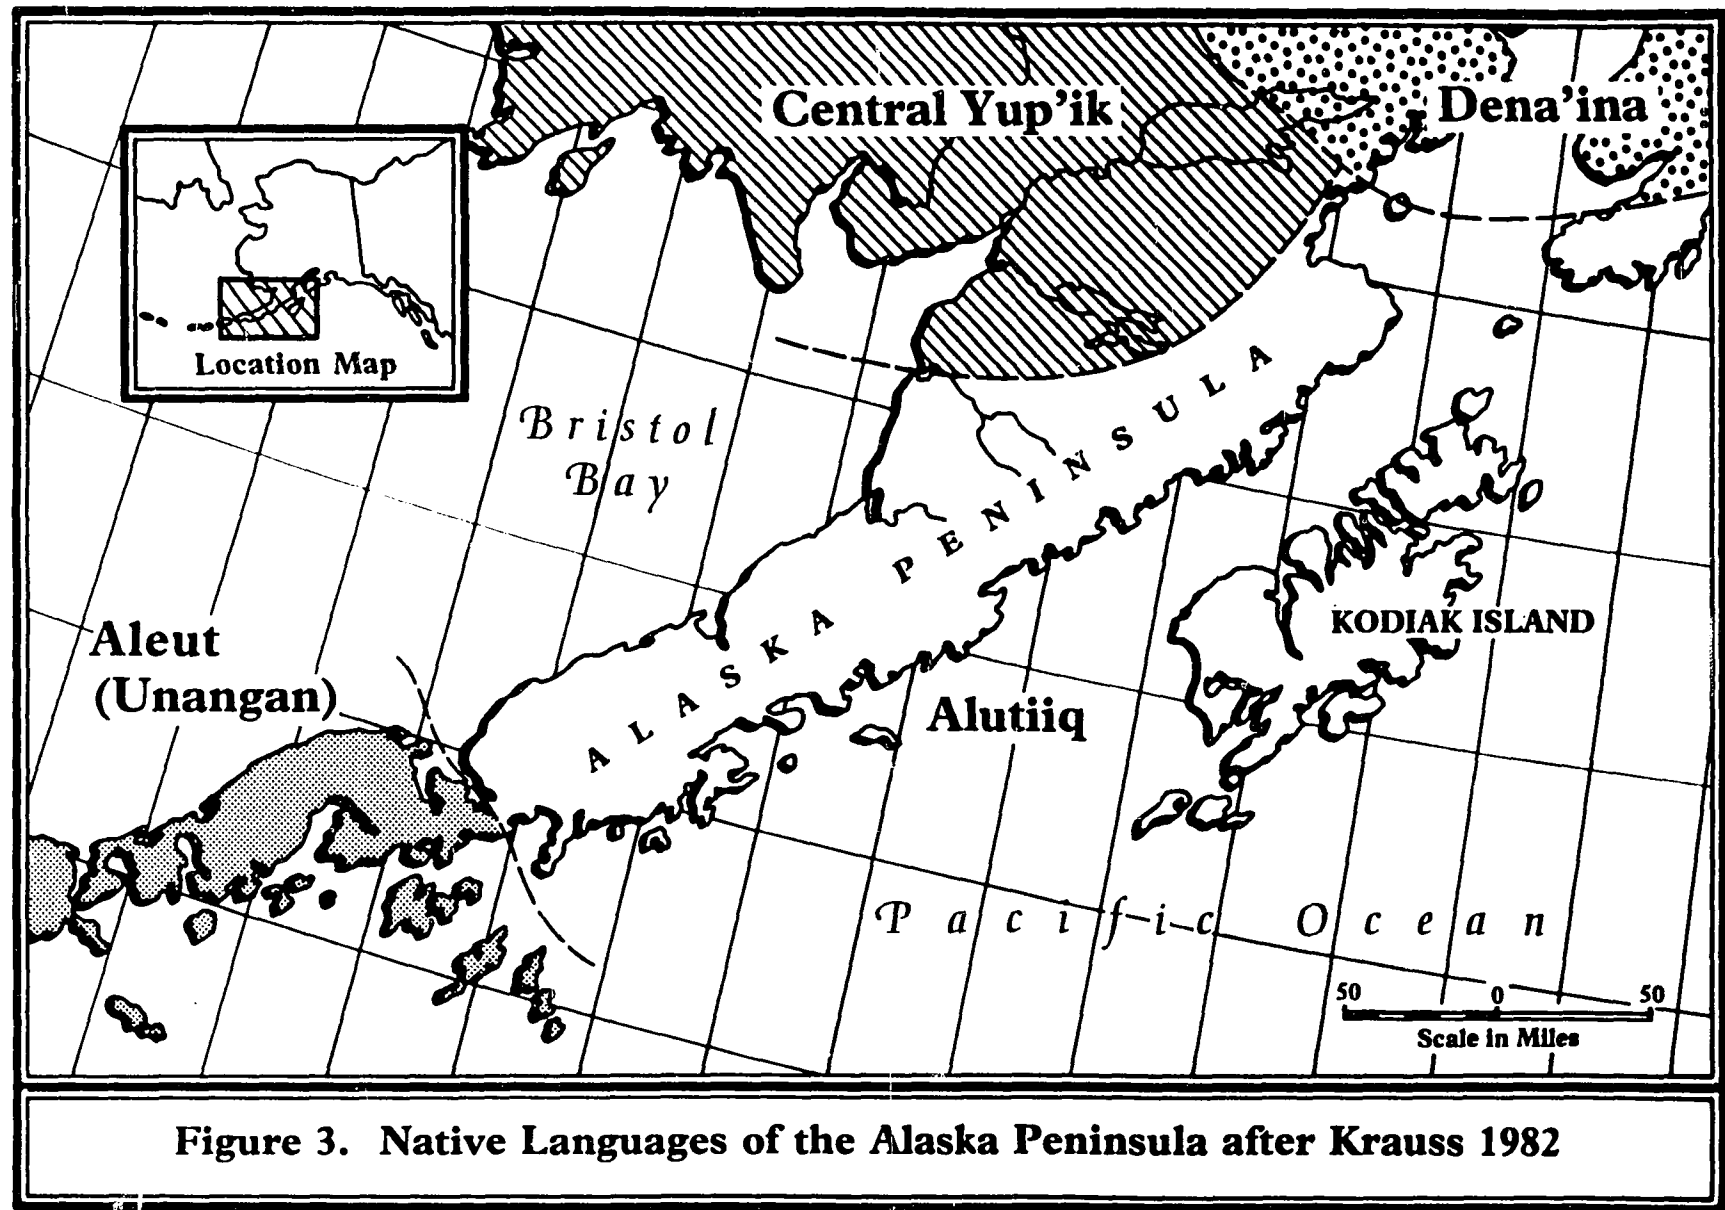 Central Yup'ik
Dena'ina
Location Map
Bristol
Bay
ALASKA PENINSULA
KODIAK ISLAND
Aleut
(Unangan)
Alutiiq
Pacific Ocean
50 0 50
Scale in Miles
Figure 3. Native Languages of the Alaska Peninsula after Krauss 1982